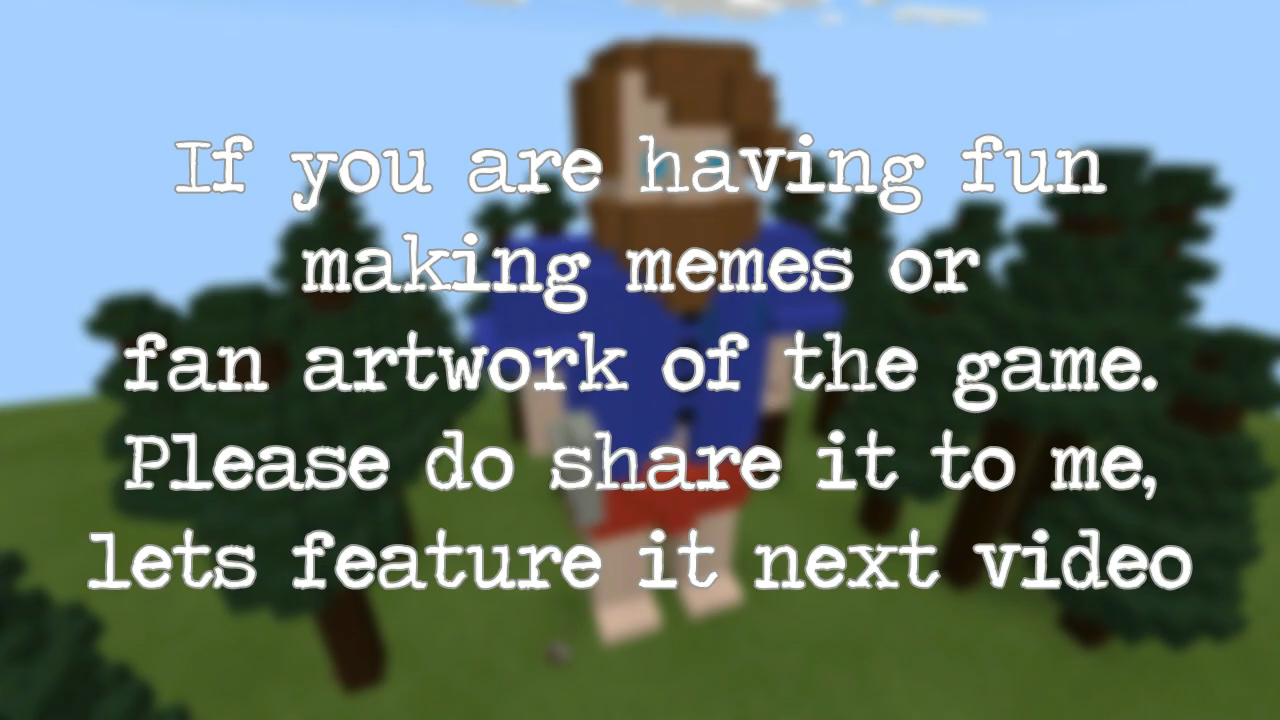 If you are having fun
making memes or
fan artwork of the game.
Please do share it to me,
lets feature it next video